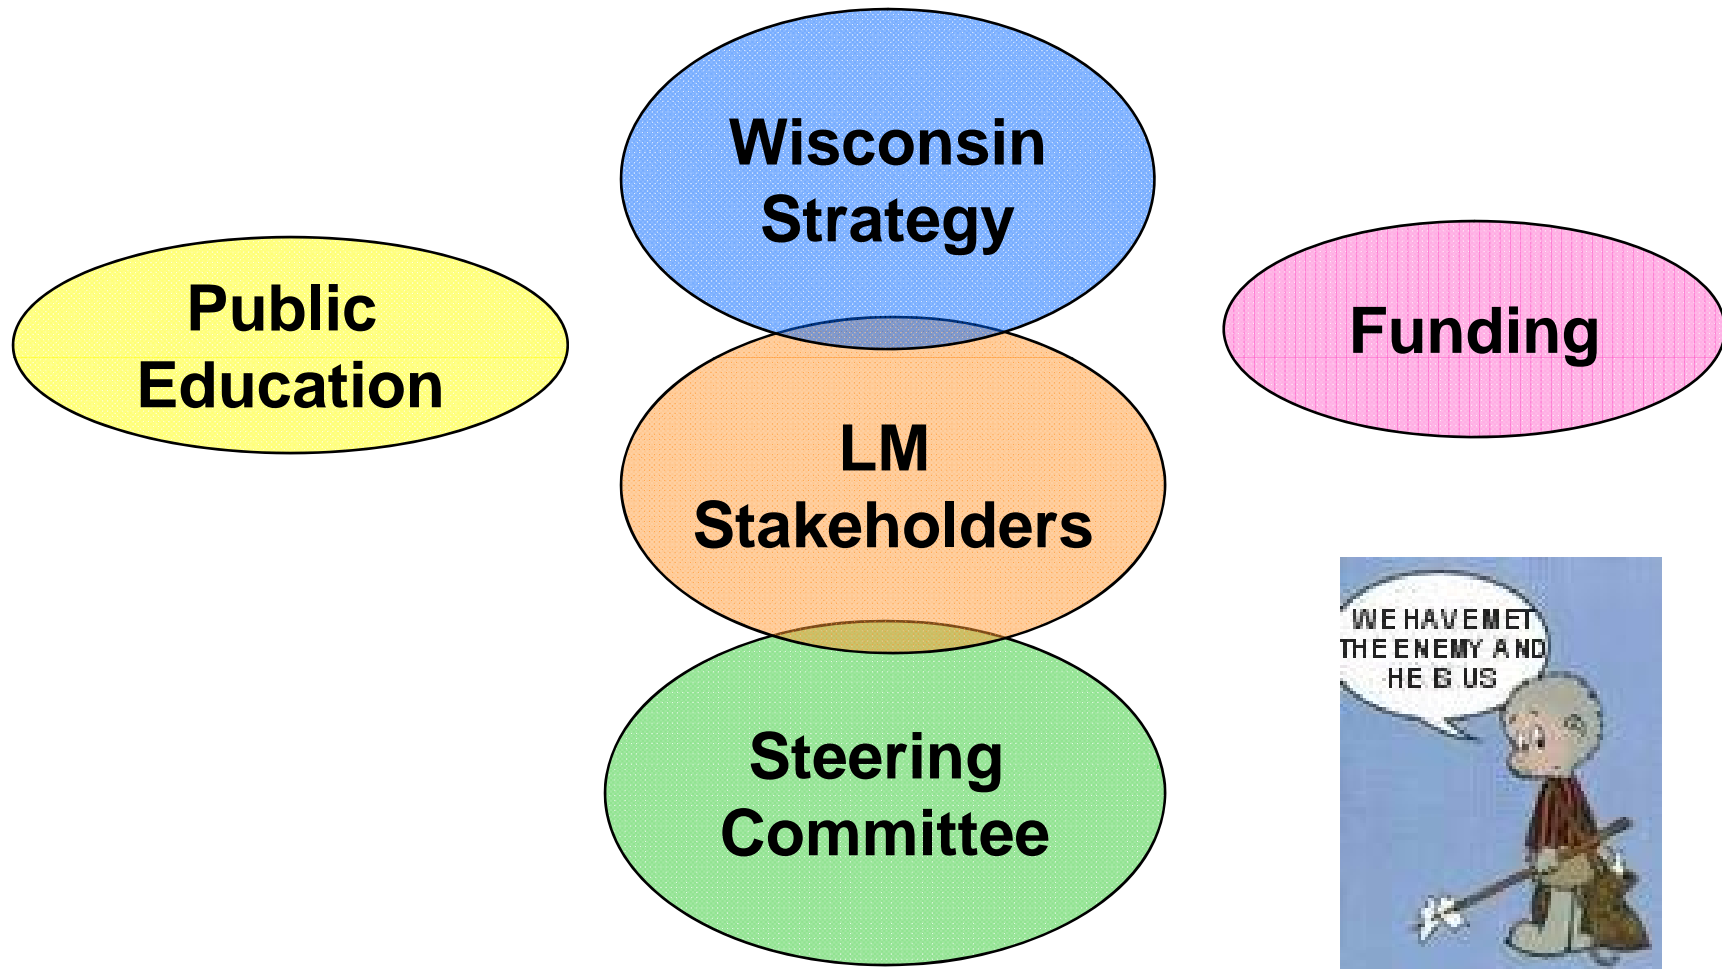 Wisconsin
Strategy
Public
Education
Funding
LM
Stakeholders
Steering
Committee
WE HAVE MET
THE ENEMY AND
HE IS US